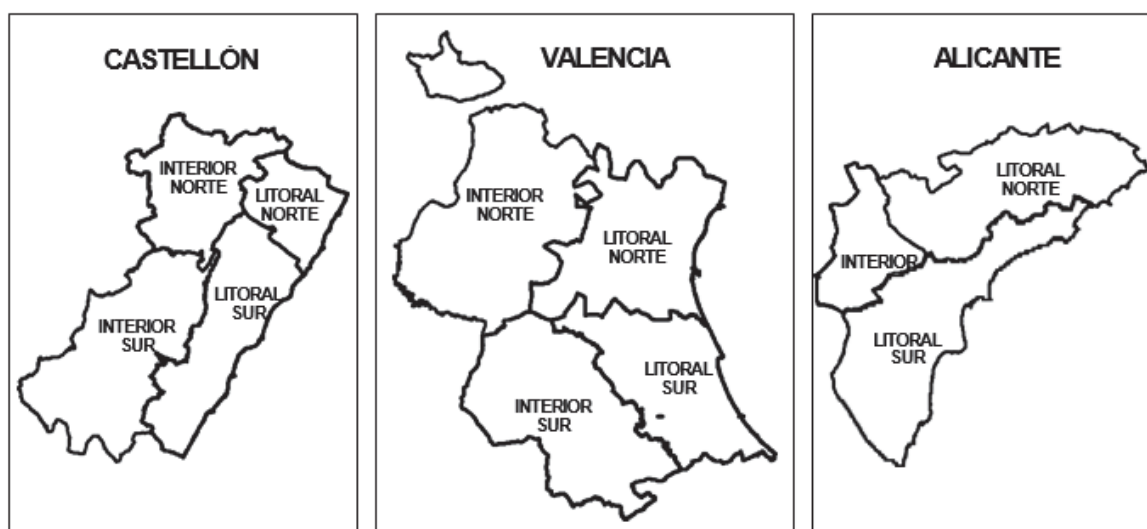 CASTELLÓN
INTERIOR
NORTE
LITORAL
NORTE
LITORAL
SUR
INTERIOR
SUR
VALENCIA
INTERIOR
NORTE
LITORAL
NORTE
LITORAL
SUR
INTERIOR
SUR
ALICANTE
LITORAL
NORTE
INTERIOR
LITORAL
SUR